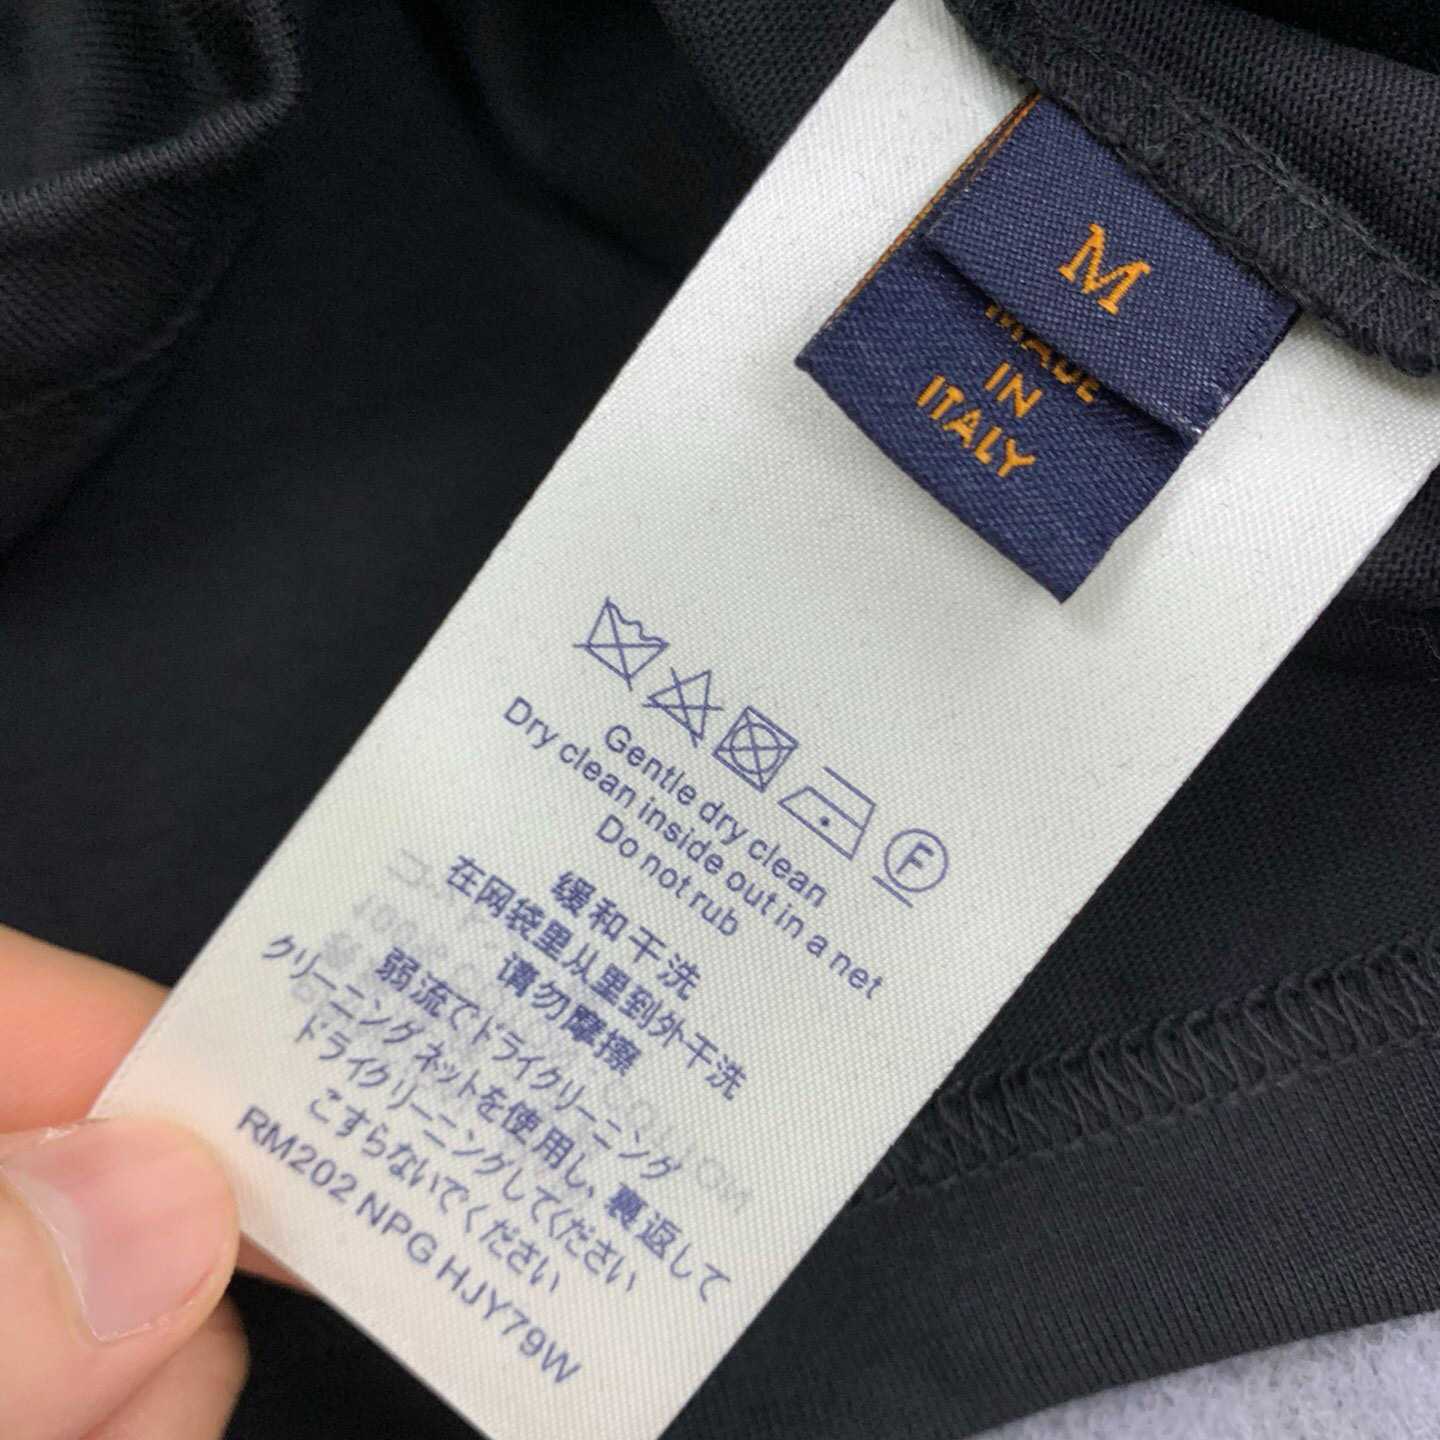 M
MADE
IN
ITALY
F
Gentle dry clean
Dry clean inside out in a net
Do not rub
缓和干洗
在网袋里从里到外干洗
请勿摩擦
弱流でドライクリーニング
クリーニング ネットを使用し、裏返して
ドライクリーニングしてください
こすらないでください
RM202 NPG HJY79W